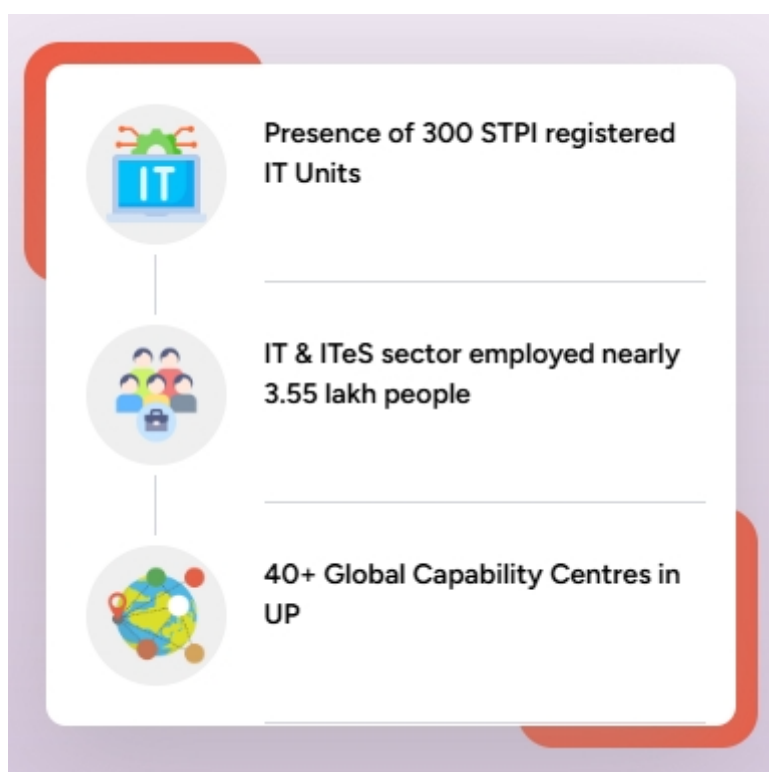 IT
Presence of 300 STPI registered
IT Units
IT & ITeS sector employed nearly
3.55 lakh people
40+ Global Capability Centres in
UP